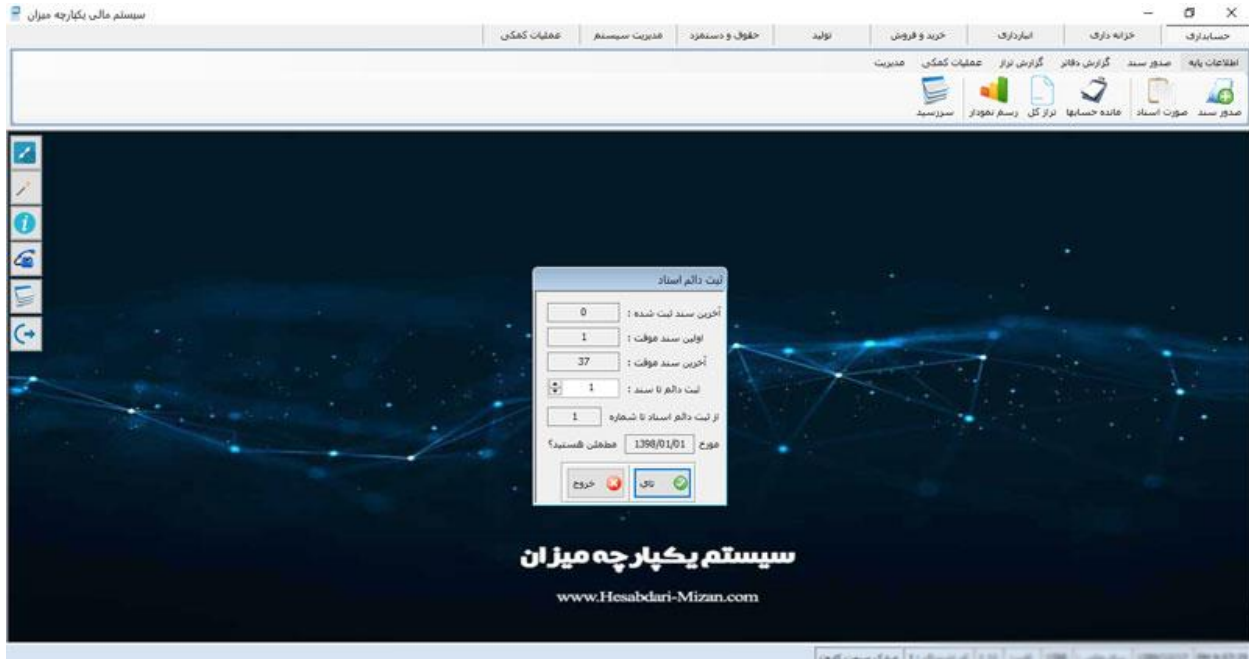 سیستم مالی یکپارچه میزان
حسابداری خزانه داری انبارداری خرید و فروش تولید حقوق و دستمزد مدیریت سیستم عملیات کمکی
اطلاعات پایه صدور سند گزارش دفاتر گزارش تراز عملیات کمکی مدیریت
صدور سند صورت اسناد مانده حسابها تراز کل رسم نمودار سررسید
ثبت دائم اسناد
آخرین سند ثبت شده : 0
اولین سند موقت : 1
آخرین سند موقت : 37
ثبت دائم تا سند : 1
از ثبت دائم اسناد تا شماره 1
مورخ 1398/01/01 مطمئن هستید؟
تای خروج
سیستم یکپارچه میزان
www.Hesabdari-Mizan.com